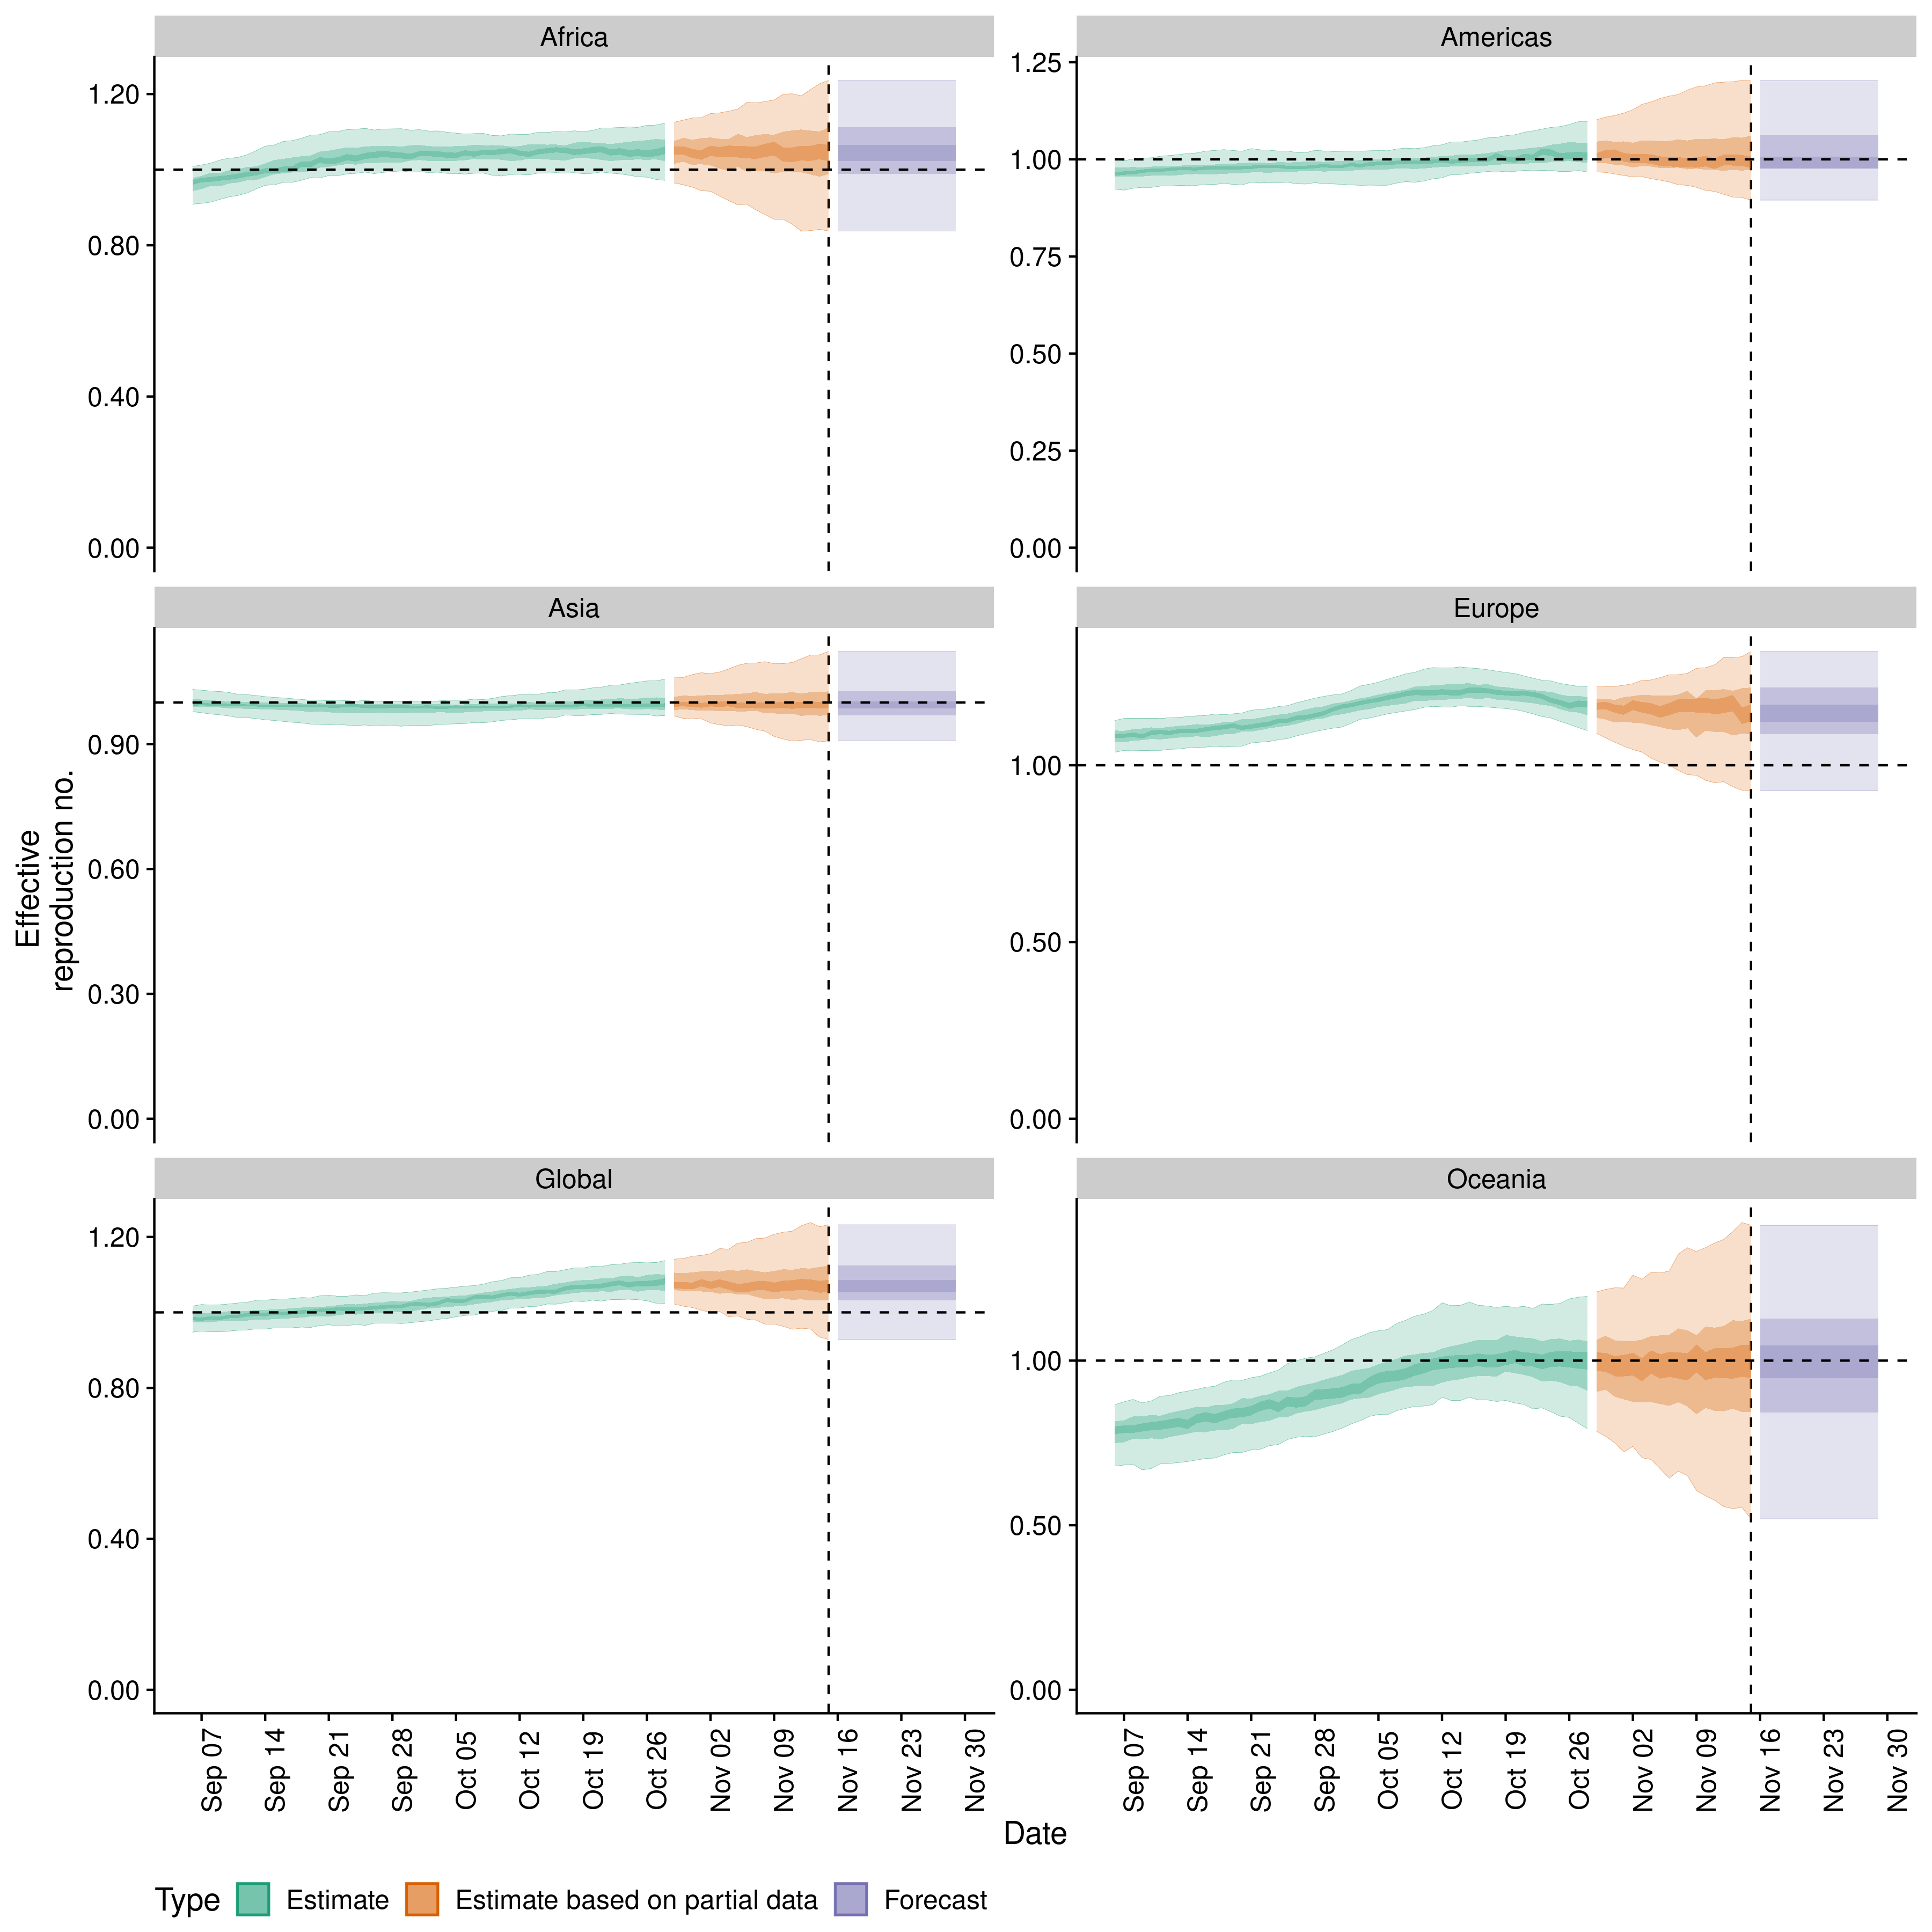 Africa
Americas
1.20
0.80
0.40
0.00
1.25
1.00
0.75
0.50
0.25
0.00
Asia
Europe
0.90
0.60
0.30
0.00
1.00
0.50
0.00
Effective
reproduction no.
Global
Oceania
1.20
0.80
0.40
0.00
1.00
0.50
0.00
Sep 07
Sep 14
Sep 21
Sep 28
Oct 05
Oct 12
Oct 19
Oct 26
Nov 02
Nov 09
Nov 16
Nov 23
Nov 30
Sep 07
Sep 14
Sep 21
Sep 28
Oct 05
Oct 12
Oct 19
Oct 26
Nov 02
Nov 09
Nov 16
Nov 23
Nov 30
Date
Type Estimate Estimate based on partial data Forecast